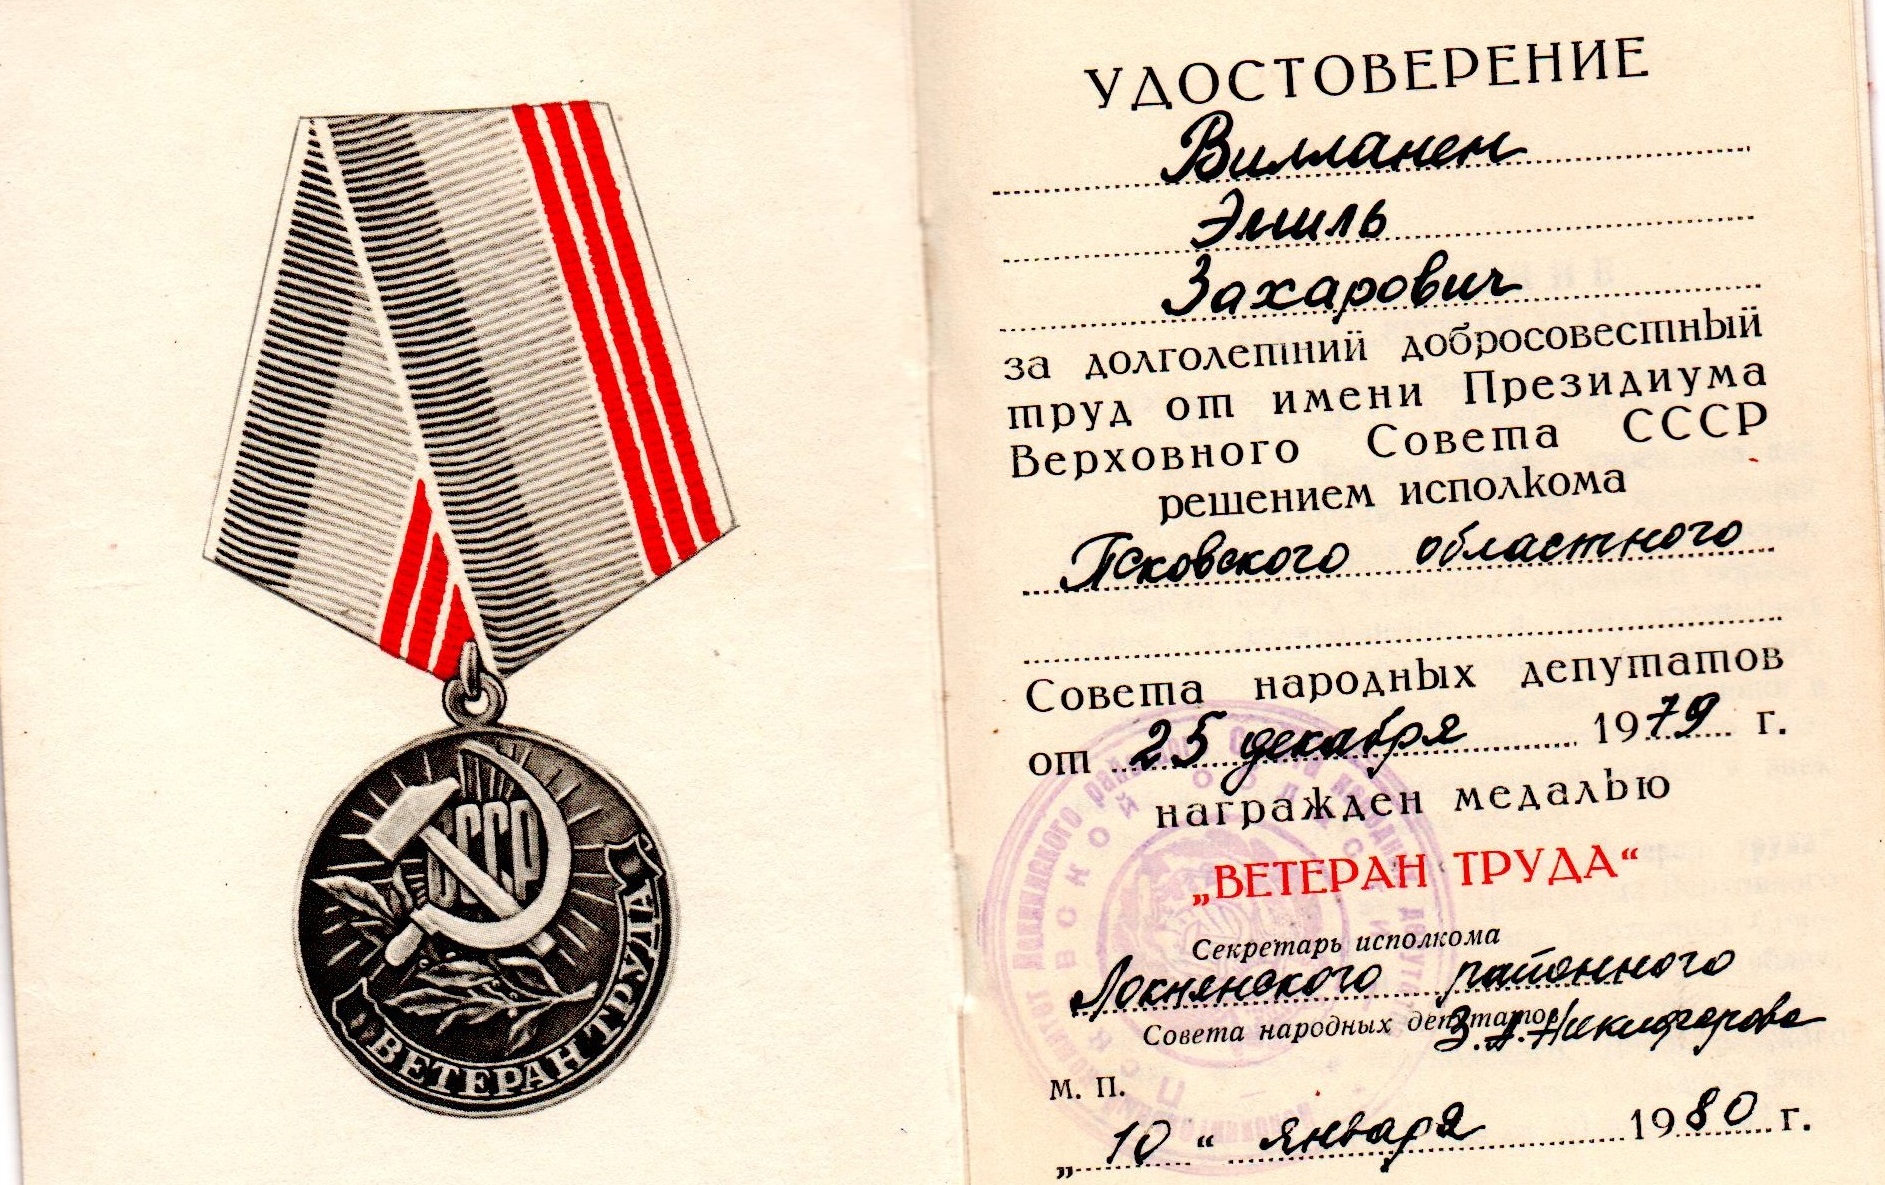 СССР
ВЕТЕРАН ТРУДА
УДОСТОВЕРЕНИЕ
Вилланен
Эмиль
Захарович
за долголетний добросовестный
труд от имени Президиума
Верховного Совета СССР
решением исполкома
Псковского областного
Совета народных депутатов
от 25 декабря 1979 г.
награжден медалью
„ВЕТЕРАН ТРУДА“
Секретарь исполкома
Локнянского районного
Совета народных депутатов
Никифорова
М. П.
„10“ января 1980 г.